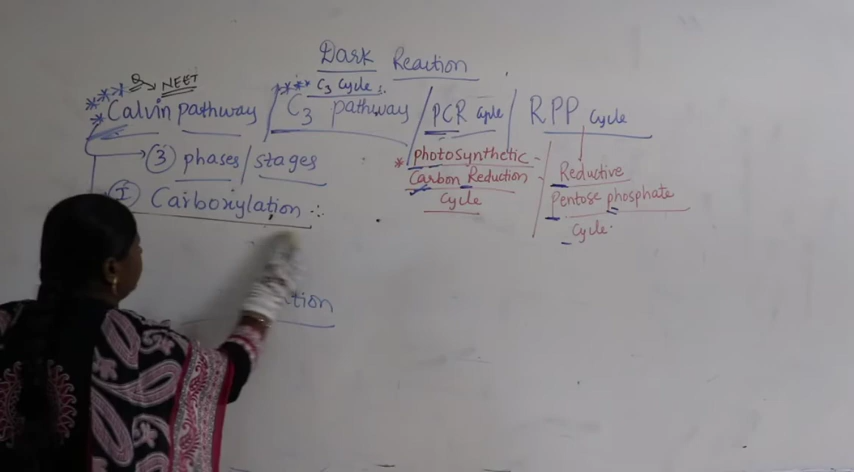 Dark Reaction
Q → NEET
C3 Cycle:
**** Calvin pathway / *** C3 pathway / PCR Cycle / RPP Cycle
→ 3 phases / stages
* photosynthetic
Carbon Reduction
Cycle
Reductive
Pentose phosphate
Cycle.
I Carboxylation :